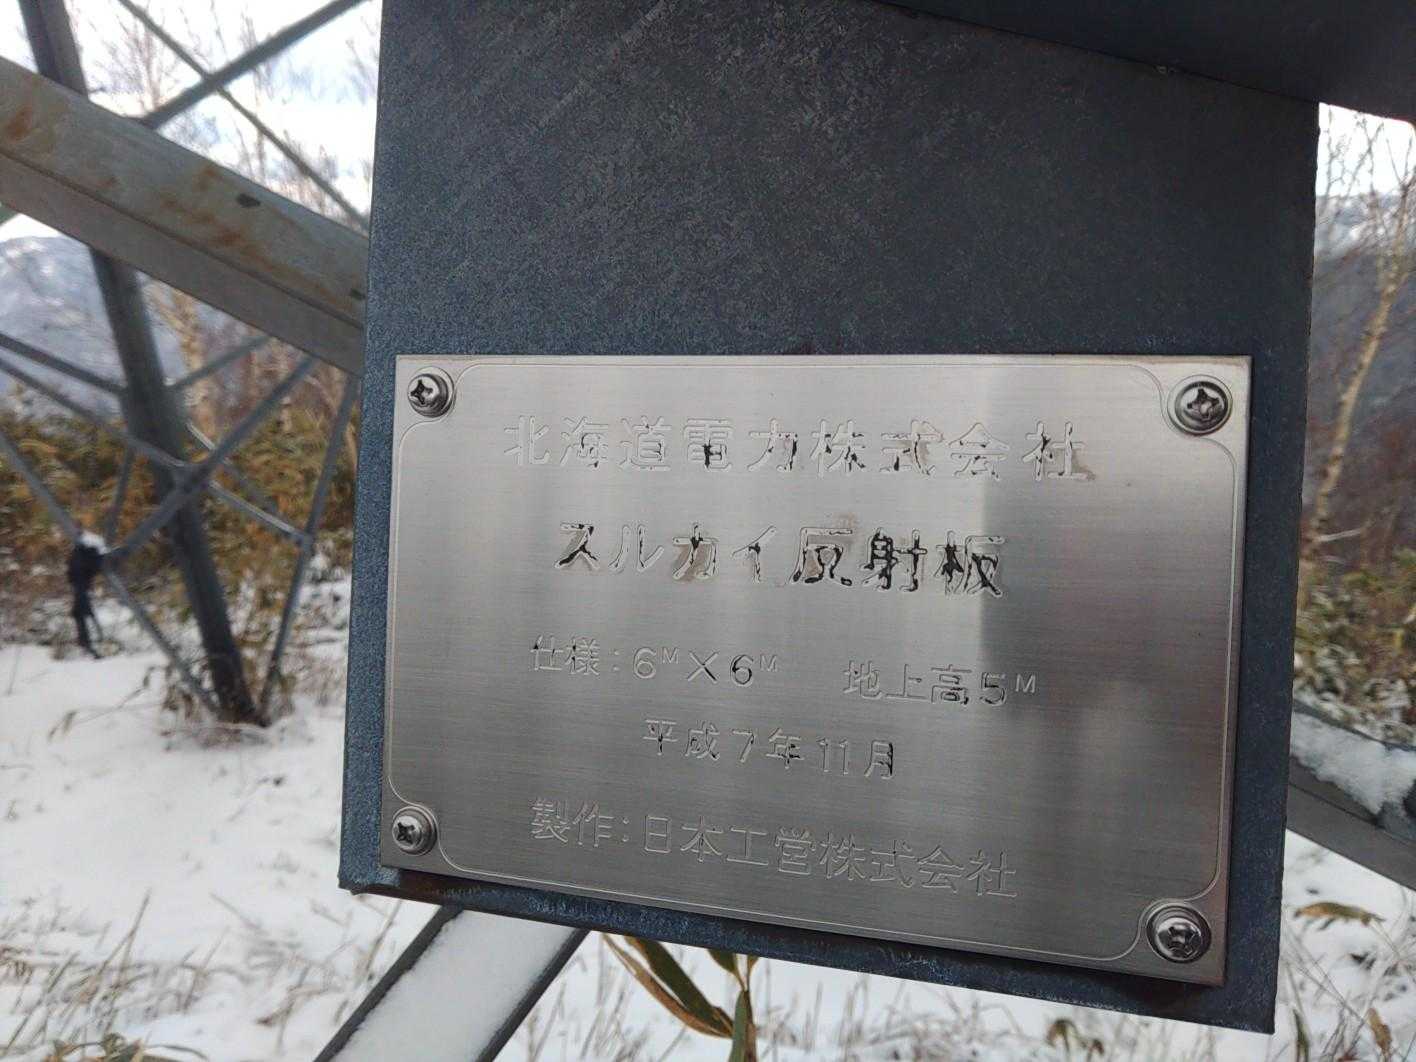 北海道電力株式会社
スルカイ反射板
仕様：6M×6M　地上高5M
平成7年11月
製作：日本工営株式会社